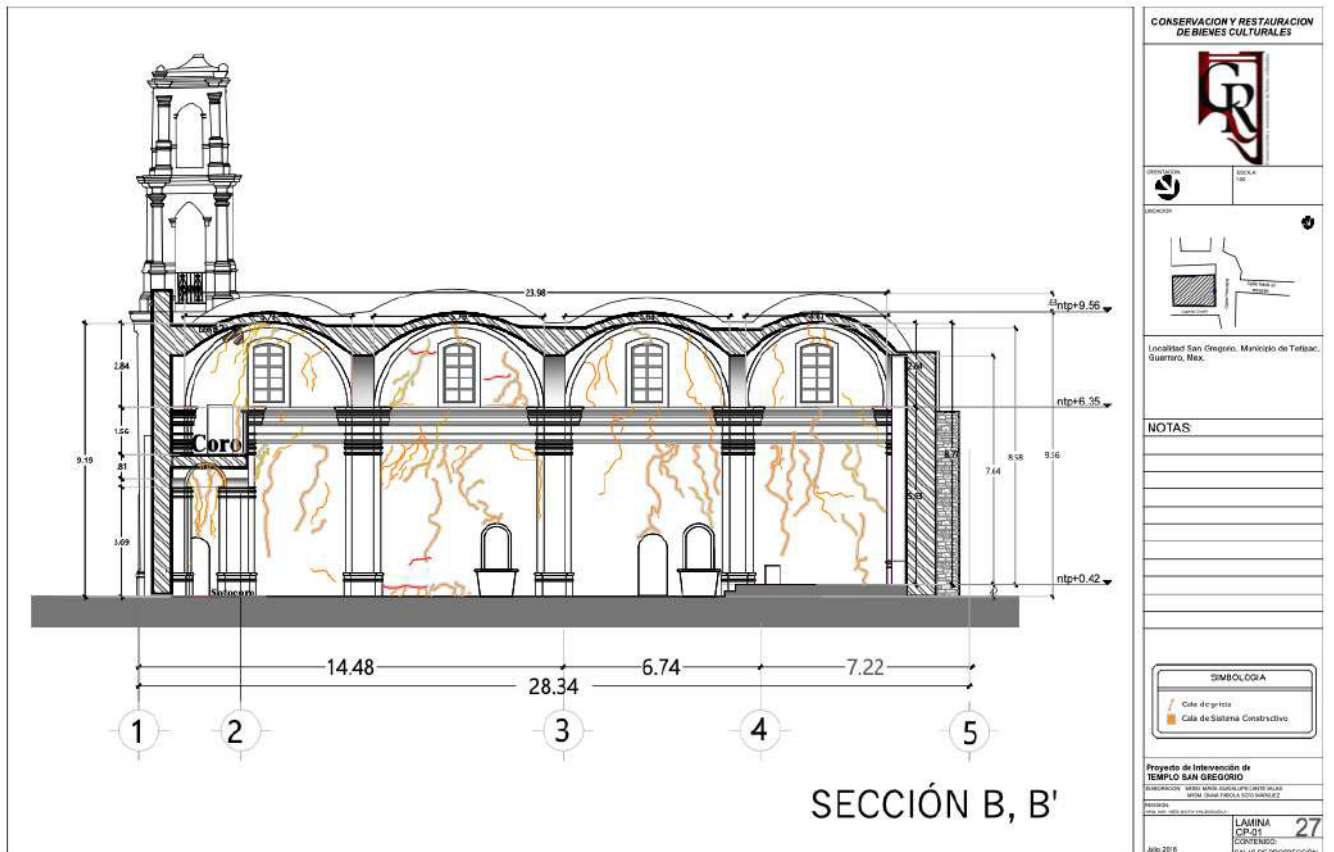 23.98
ntp+9.56
2.84
ntp+6.35
1.56
Coro
9.19
.81
8.58
9.56
7.64
3.69
ntp+0.42
Sotocoro
14.48
6.74
7.22
28.34
1
2
3
4
5
SECCIÓN B, B'
CONSERVACION Y RESTAURACION
DE BIENES CULTURALES
CR
ORIENTACION
ESCALA:
UBICACION
Localidad San Gregorio, Municipio de Tetipac,
Guerrero, Mex.
NOTAS:
SIMBOLOGIA
Cala de grieta
Cala de Sistema Constructivo
Proyecto de Intervención de
TEMPLO SAN GREGORIO
LAMINA
CP-01
27
CONTENIDO:
Julio 2018